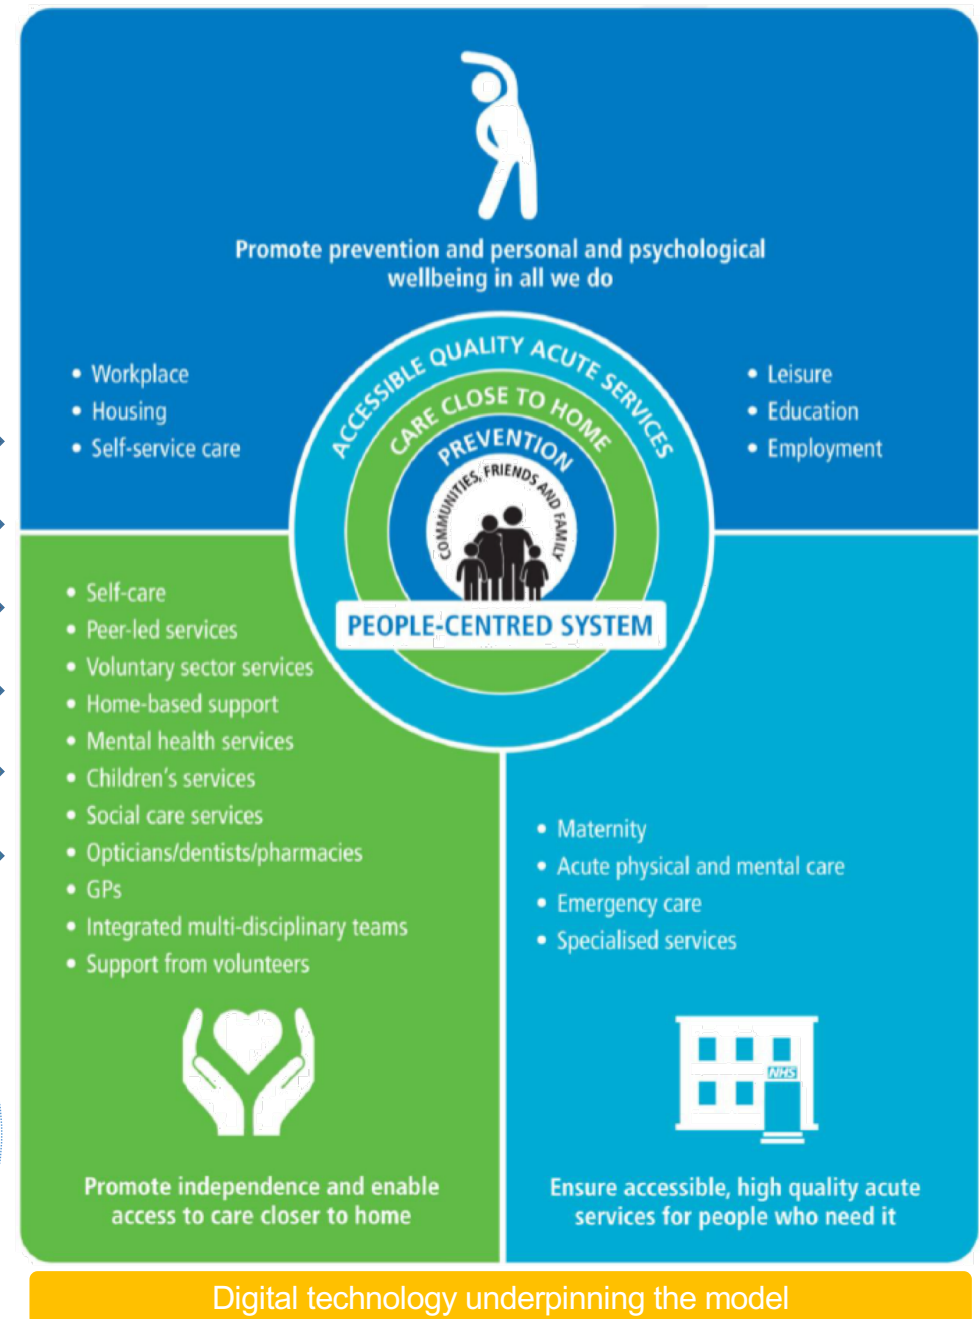 Promote prevention and personal and psychological
wellbeing in all we do
• Workplace
• Housing
• Self-service care
• Leisure
• Education
• Employment
ACCESSIBLE QUALITY ACUTE SERVICES
CARE CLOSE TO HOME
PREVENTION
COMMUNITIES, FRIENDS AND FAMILY
PEOPLE-CENTRED SYSTEM
• Self-care
• Peer-led services
• Voluntary sector services
• Home-based support
• Mental health services
• Children's services
• Social care services
• Opticians/dentists/pharmacies
• GPs
• Integrated multi-disciplinary teams
• Support from volunteers
Promote independence and enable
access to care closer to home
• Maternity
• Acute physical and mental care
• Emergency care
• Specialised services
NHS
Ensure accessible, high quality acute
services for people who need it
Digital technology underpinning the model